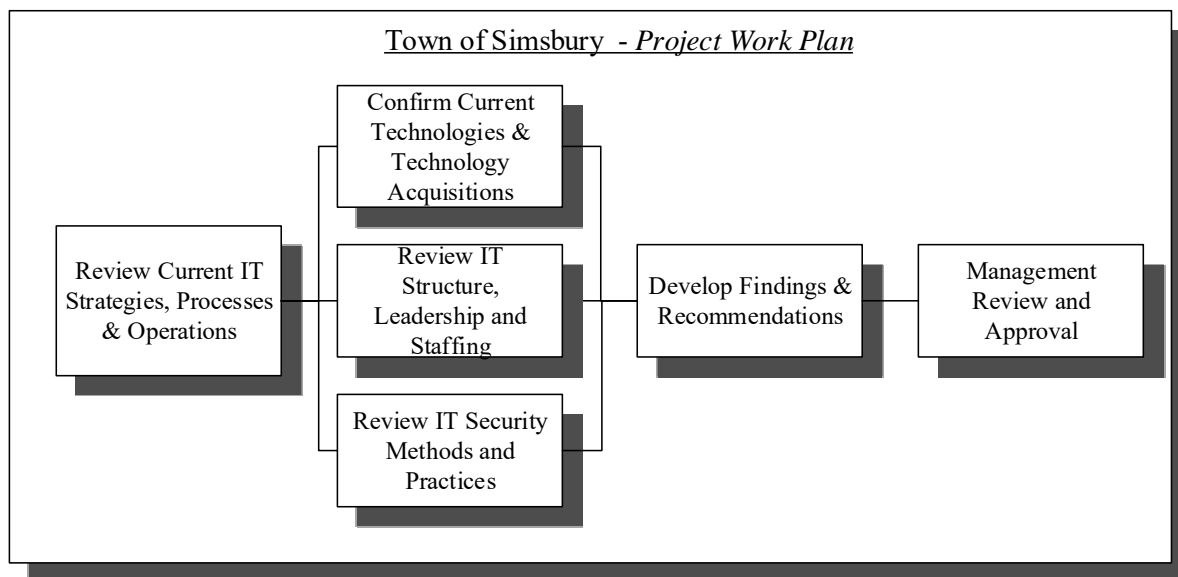 Town of Simsbury - Project Work Plan
Confirm Current
Technologies &
Technology
Acquisitions
Review Current IT
Strategies, Processes
& Operations
Review IT
Structure,
Leadership and
Staffing
Review IT Security
Methods and
Practices
Develop Findings &
Recommendations
Management
Review and
Approval